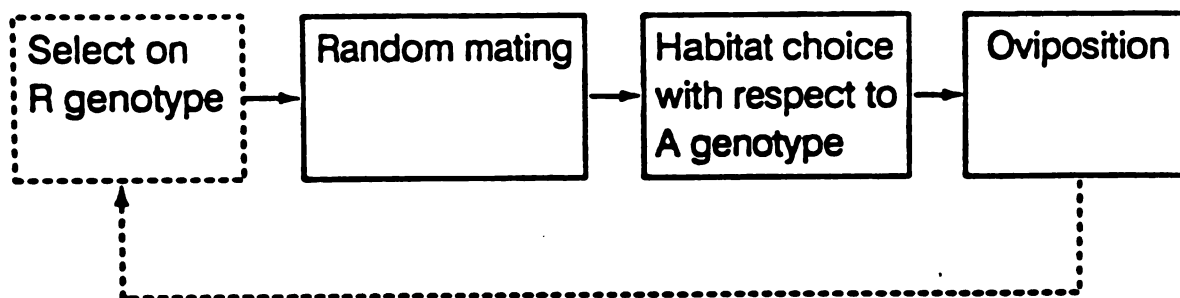 Select on
R genotype
Random mating
Habitat choice
with respect to
A genotype
Oviposition